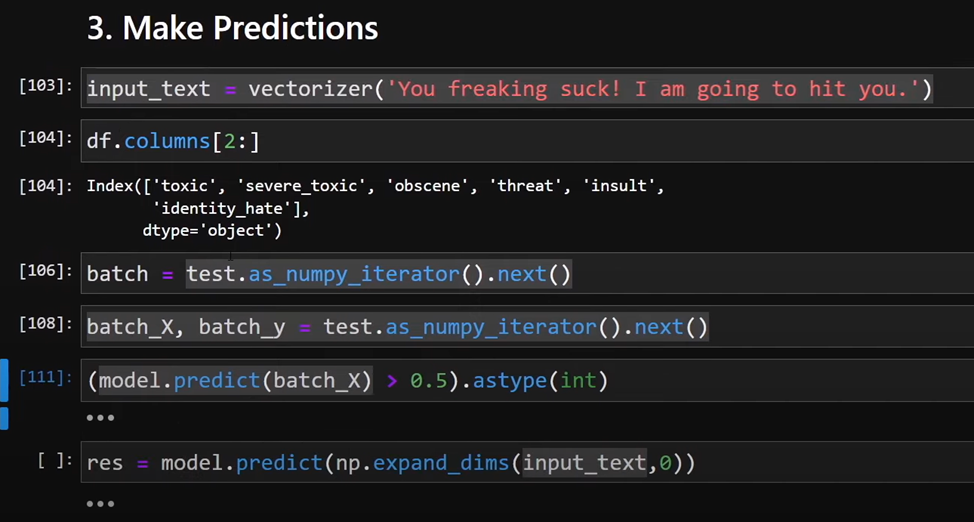 3. Make Predictions
[103]: input_text = vectorizer('You freaking suck! I am going to hit you.')
[104]: df.columns[2:]
[104]: Index(['toxic', 'severe_toxic', 'obscene', 'threat', 'insult',
'identity_hate'],
dtype='object')
[106]: batch = test.as_numpy_iterator().next()
[108]: batch_X, batch_y = test.as_numpy_iterator().next()
[111]: (model.predict(batch_X) > 0.5).astype(int)
•••
[ ]: res = model.predict(np.expand_dims(input_text,0))
•••